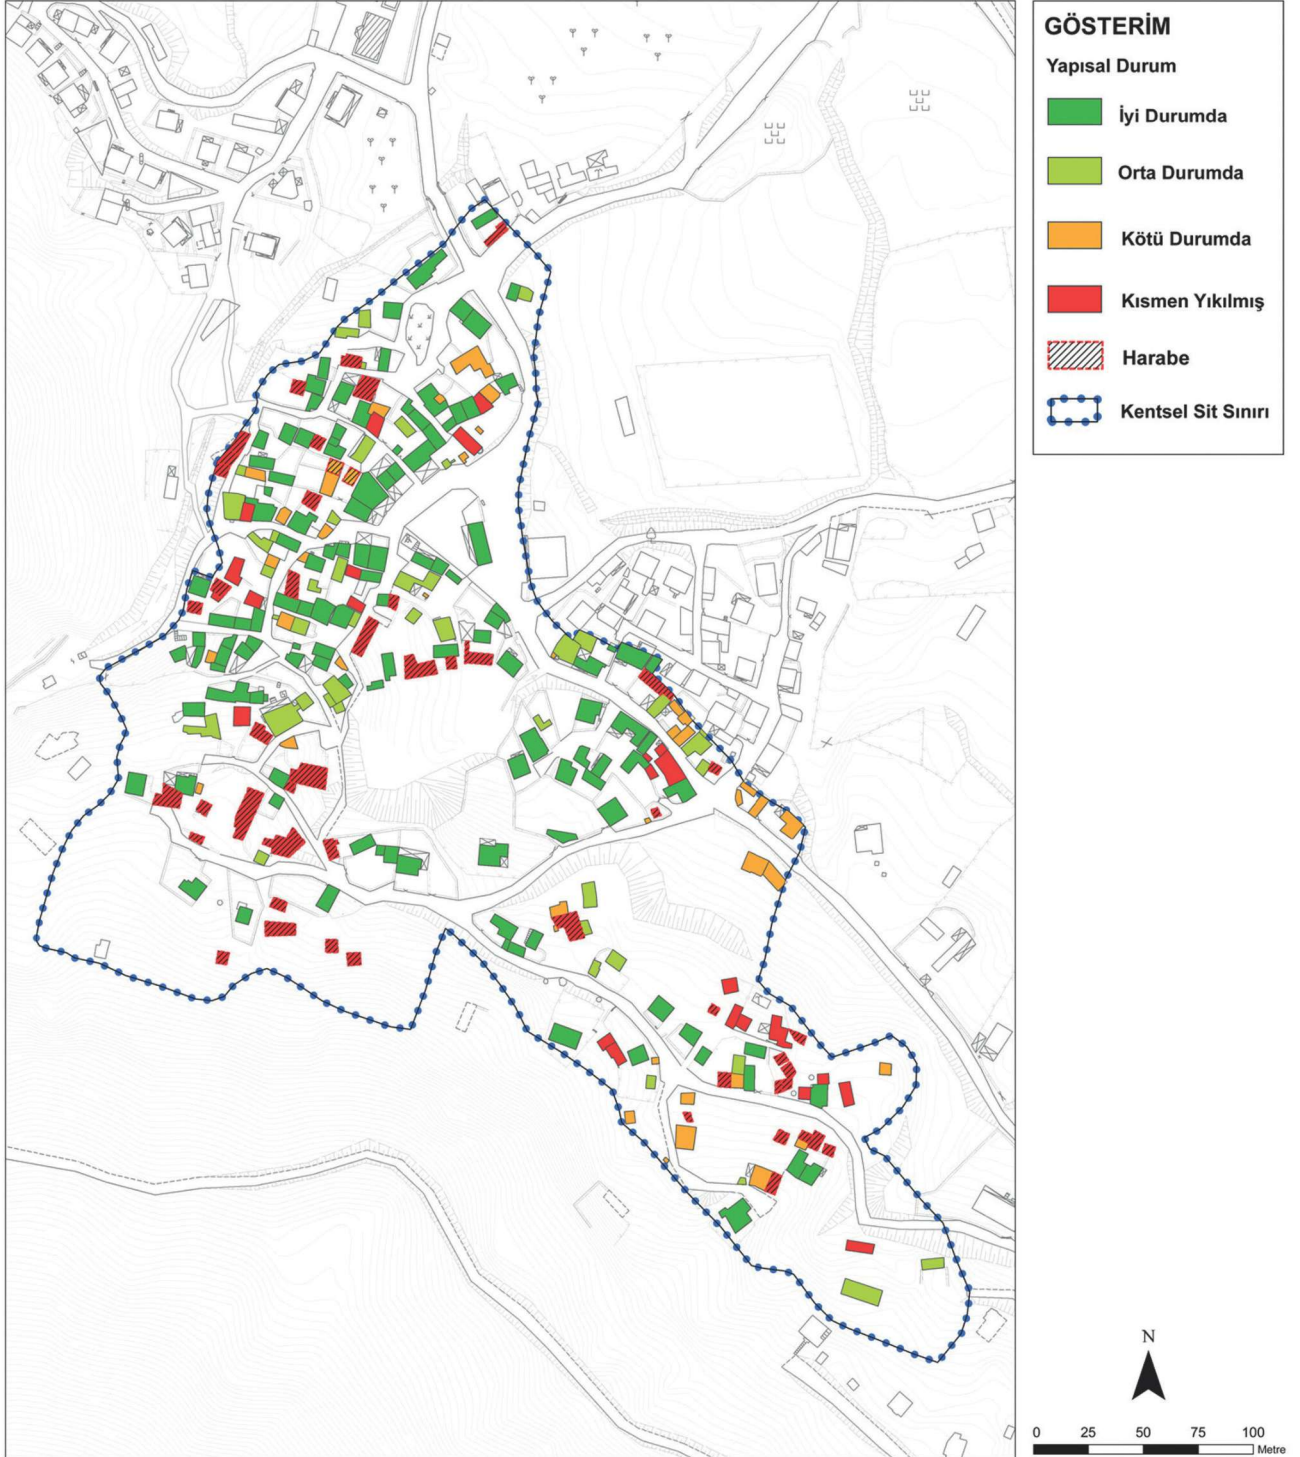 GÖSTERİM
Yapısal Durum
İyi Durumda
Orta Durumda
Kötü Durumda
Kısmen Yıkılmış
Harabe
Kentsel Sit Sınırı
N
0 25 50 75 100
Metre